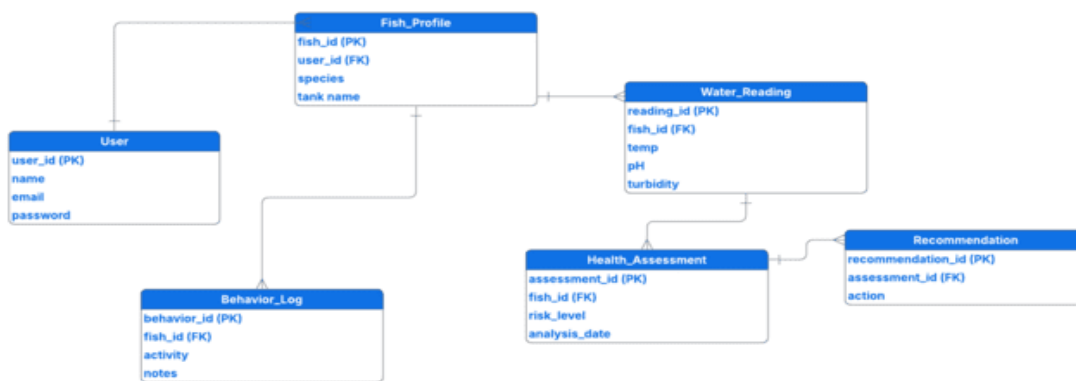 Fish_Profile
fish_id (PK)
user_id (FK)
species
tank name
Water_Reading
reading_id (PK)
fish_id (FK)
temp
pH
turbidity
User
user_id (PK)
name
email
password
Health_Assessment
assessment_id (PK)
fish_id (FK)
risk_level
analysis_date
Recommendation
recommendation_id (PK)
assessment_id (FK)
action
Behavior_Log
behavior_id (PK)
fish_id (FK)
activity
notes